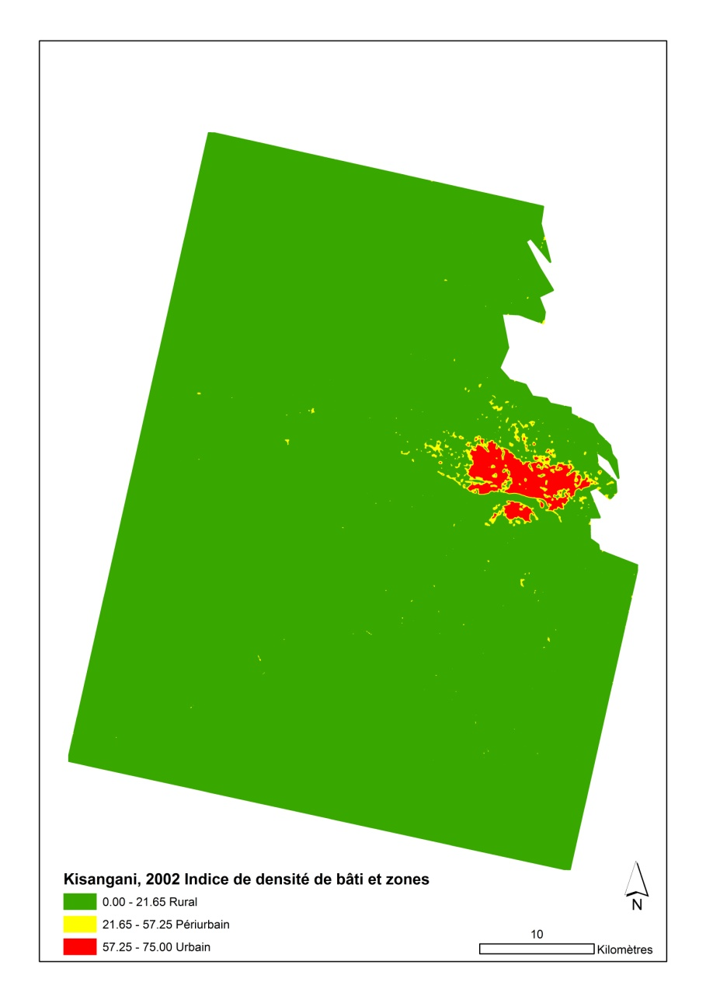 Kisangani, 2002 Indice de densité de bâti et zones
0.00 - 21.65 Rural
21.65 - 57.25 Périurbain
57.25 - 75.00 Urbain
N
10
Kilomètres